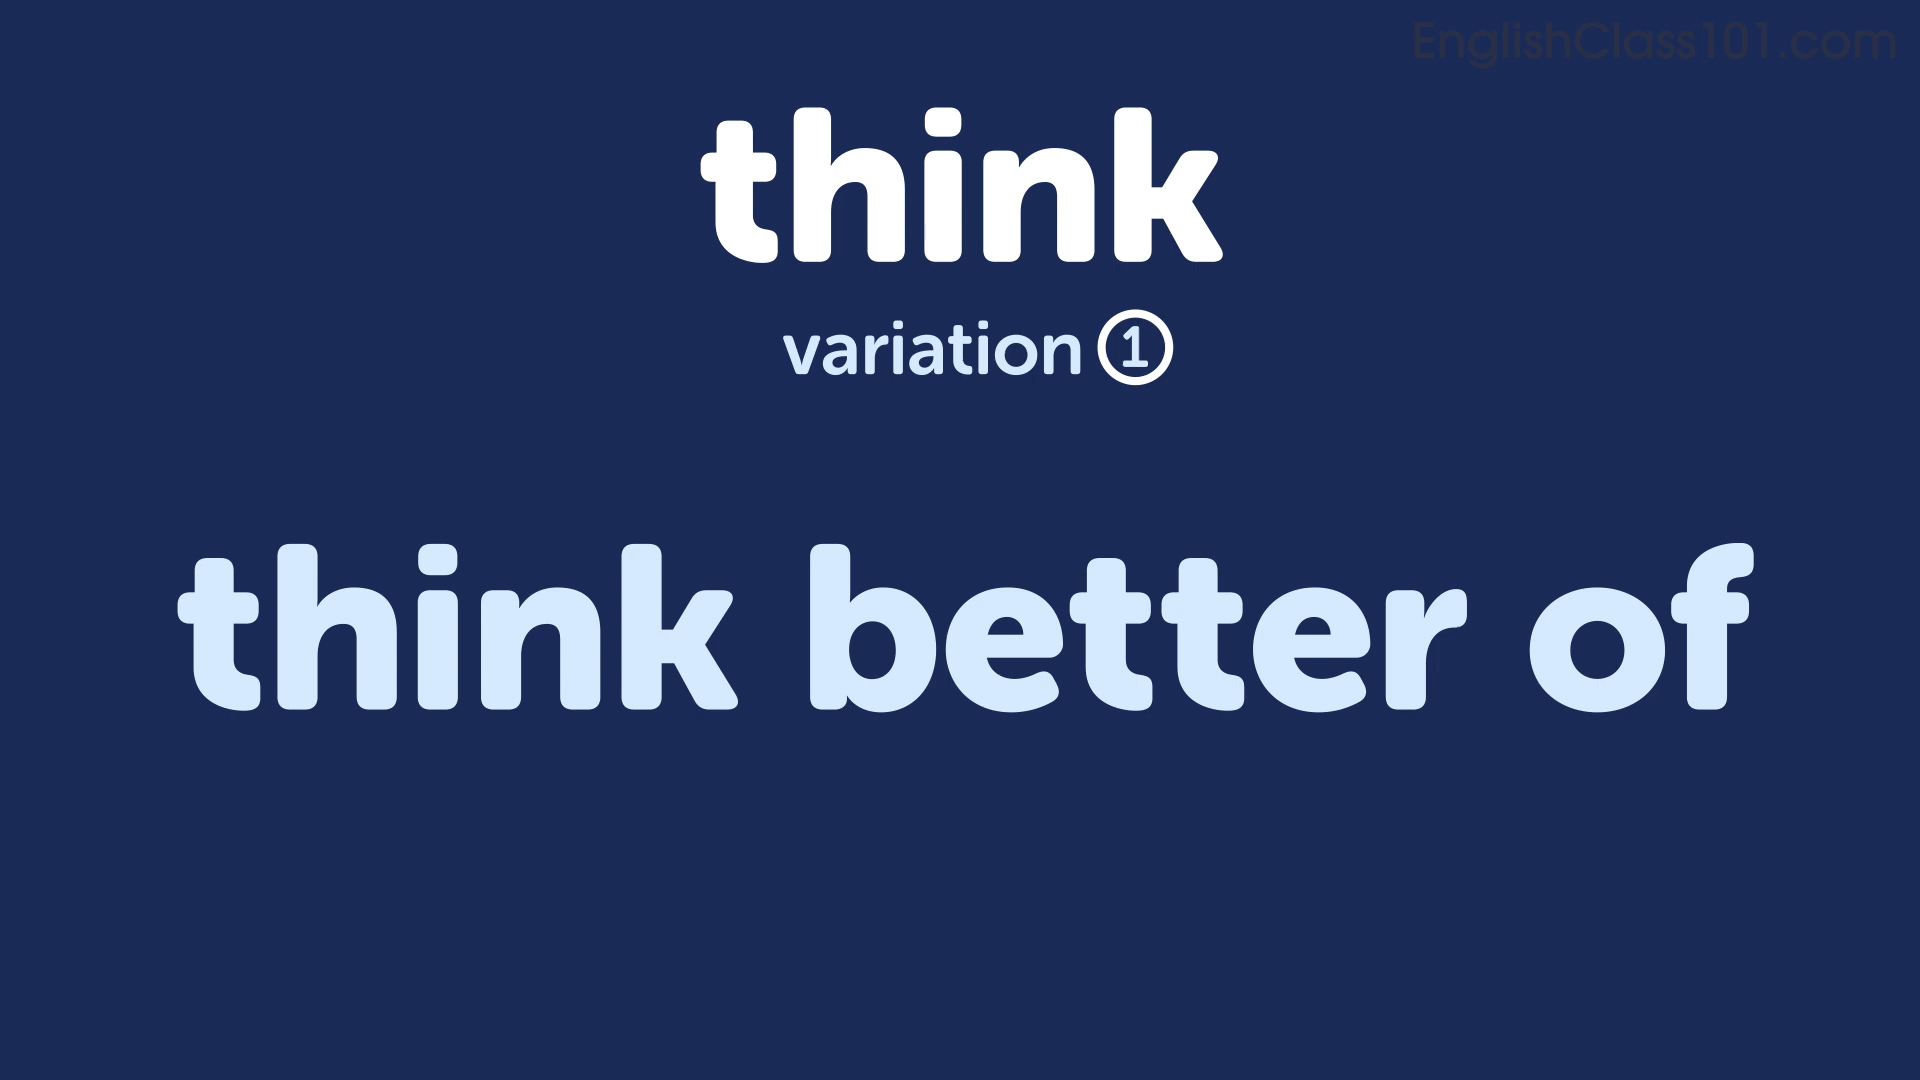 EnglishClass101.com
think
variation ①
think better of